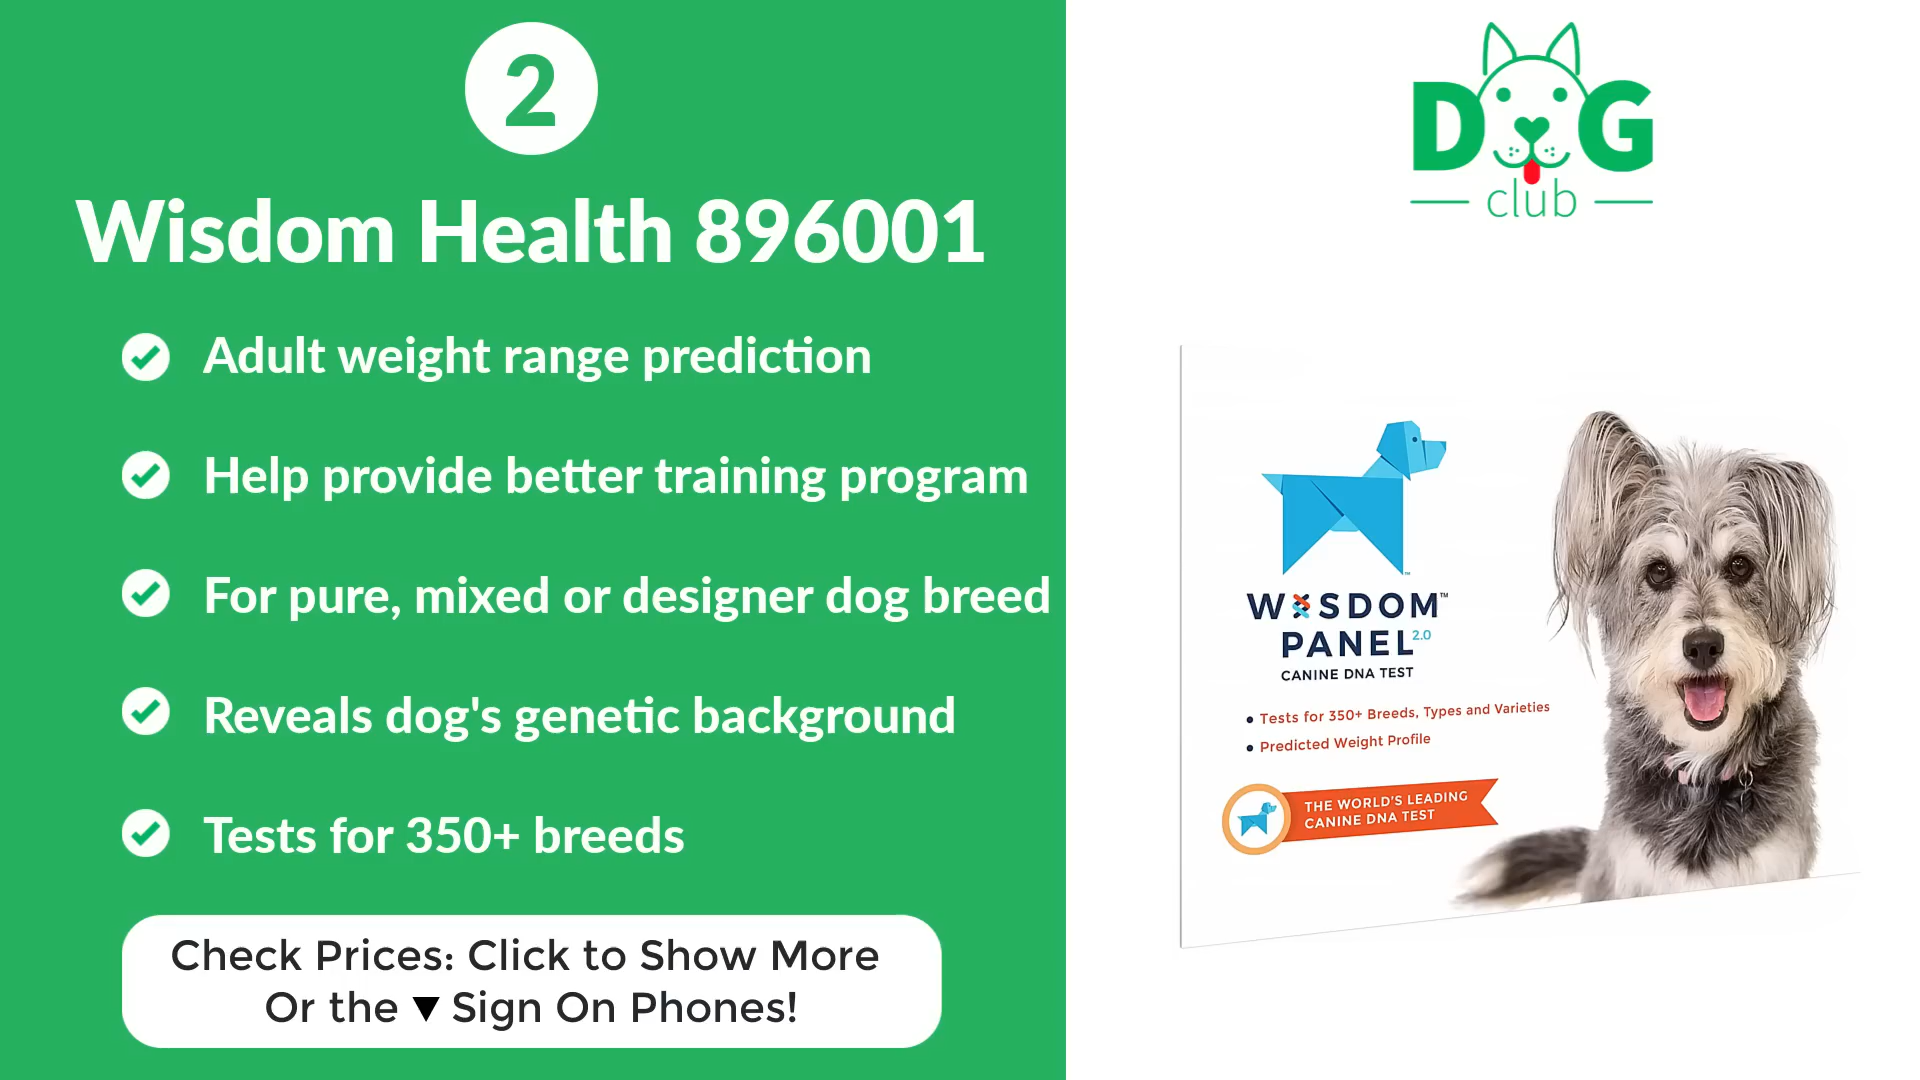 2
Wisdom Health 896001
Adult weight range prediction
Help provide better training program
For pure, mixed or designer dog breed
Reveals dog's genetic background
Tests for 350+ breeds
Check Prices: Click to Show More
Or the ▼ Sign On Phones!
DOG
club
WISDOM™
PANEL 2.0
CANINE DNA TEST
• Tests for 350+ Breeds, Types and Varieties
• Predicted Weight Profile
THE WORLD'S LEADING
CANINE DNA TEST